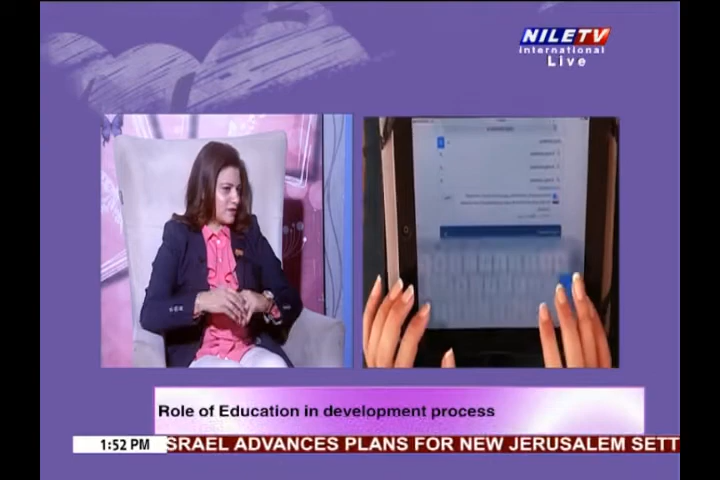 NILE TV
international
Live
Role of Education in development process
1:52 PM
ISRAEL ADVANCES PLANS FOR NEW JERUSALEM SETT